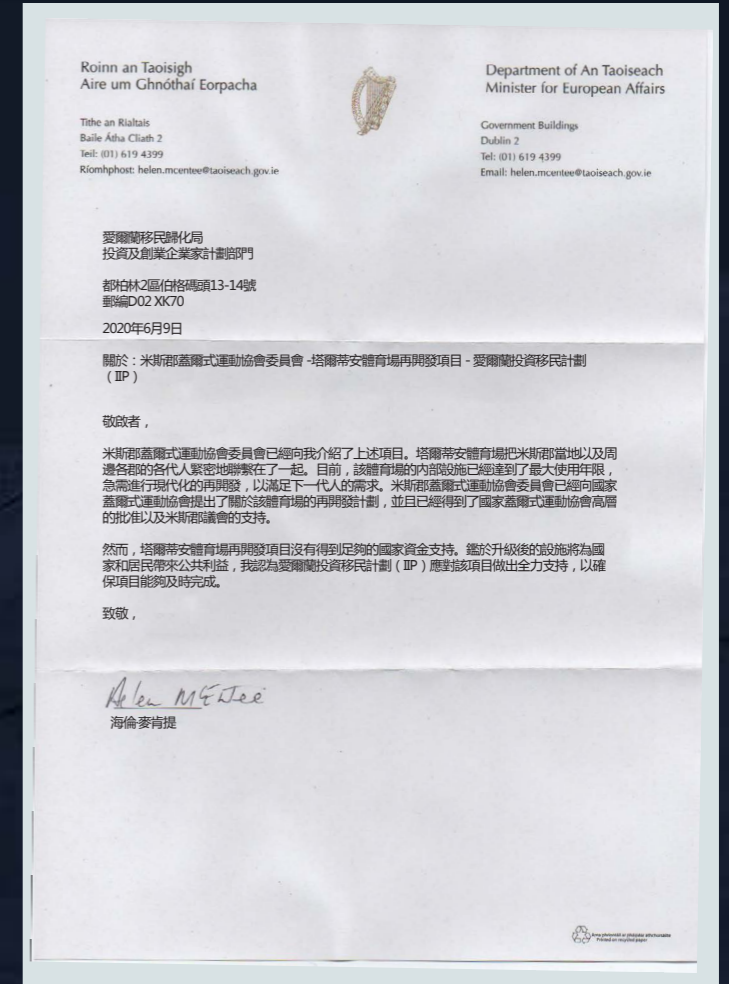 Roinn an Taoisigh
Aire um Ghnóthaí Eorpacha
Tithe an Rialtais
Baile Átha Cliath 2
Teil: (01) 619 4399
Ríomhphost: helen.mcentee@taoiseach.gov.ie
Department of An Taoiseach
Minister for European Affairs
Government Buildings
Dublin 2
Tel: (01) 619 4399
Email: helen.mcentee@taoiseach.gov.ie
愛爾蘭移民歸化局
投資及創業企業家計劃部門
都柏林2區伯格碼頭13-14號
郵編D02 XK70
2020年6月9日
關於：米斯郡蓋爾式運動協會委員會 -塔爾蒂安體育場再開發項目 - 愛爾蘭投資移民計劃
（IIP）
敬啟者，
米斯郡蓋爾式運動協會委員會已經向我介紹了上述項目。塔爾蒂安體育場把米斯郡當地以及周
邊各郡的各代人緊密地聯繫在了一起。目前，該體育場的内部設施已經達到了最大使用年限，
急需進行現代化的再開發，以滿足下一代人的需求。米斯郡蓋爾式運動協會委員會已經向國家
蓋爾式運動協會提出了關於該體育場的再開發計劃，並且已經得到了國家蓋爾式運動協會高層
的批准以及米斯郡議會的支持。
然而，塔爾蒂安體育場再開發項目沒有得到足夠的國家資金支持。鑑於升級後的設施將為國
家和居民帶來公共利益，我認為愛爾蘭投資移民計劃（IIP）應對該項目做出全力支持，以確
保項目能夠及時完成。
致敬，
Helen McEntee
海倫·麥肯提
Printed on recycled paper